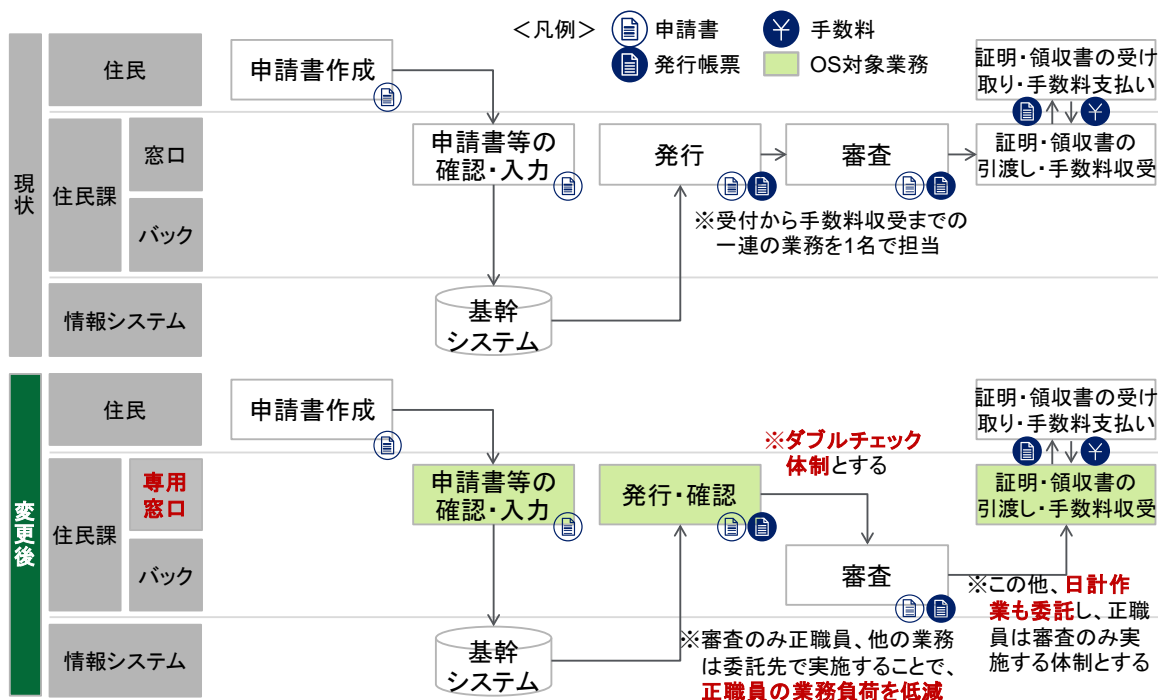 ＜凡例＞
申請書
手数料
発行帳票
OS対象業務
現状
住民
申請書作成
証明・領収書の受け
取り・手数料支払い
住民課
窓口
バック
申請書等の
確認・入力
発行
審査
証明・領収書の
引渡し・手数料収受
※受付から手数料収受までの
一連の業務を1名で担当
情報システム
基幹
システム
変更後
住民
申請書作成
証明・領収書の受け
取り・手数料支払い
※ダブルチェック
体制とする
住民課
専用
窓口
バック
申請書等の
確認・入力
発行・確認
証明・領収書の
引渡し・手数料収受
審査
※この他、日計作
業も委託し、正職
員は審査のみ実
施する体制とする
情報システム
基幹
システム
※審査のみ正職員、他の業務
は委託先で実施することで、
正職員の業務負荷を低減